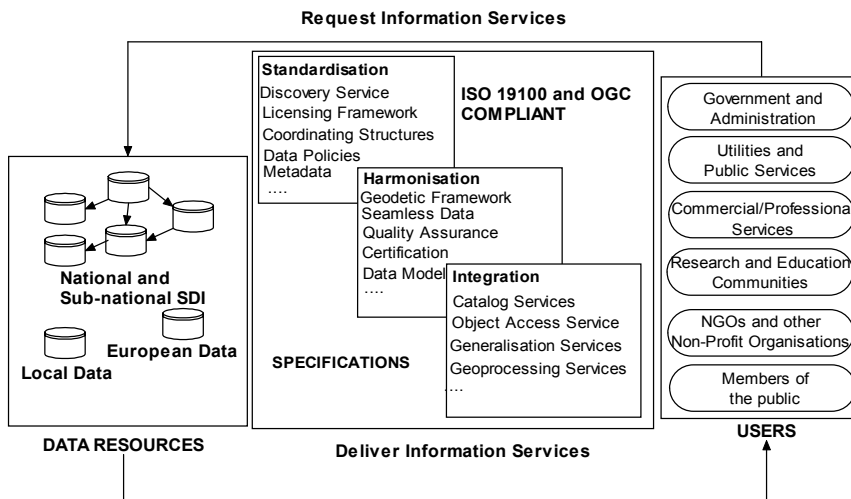 Request Information Services
Standardisation
Discovery Service
Licensing Framework
Coordinating Structures
Data Policies
Metadata
....
ISO 19100 and OGC
COMPLIANT
Harmonisation
Geodetic Framework
Seamless Data
Quality Assurance
Certification
Data Model
....
Integration
Catalog Services
Object Access Service
Generalisation Services
Geoprocessing Services
....
SPECIFICATIONS
National and
Sub-national SDI
European Data
Local Data
DATA RESOURCES
Government and
Administration
Utilities and
Public Services
Commercial/Professional
Services
Research and Education
Communities
NGOs and other
Non-Profit Organisations
Members of
the public
USERS
Deliver Information Services